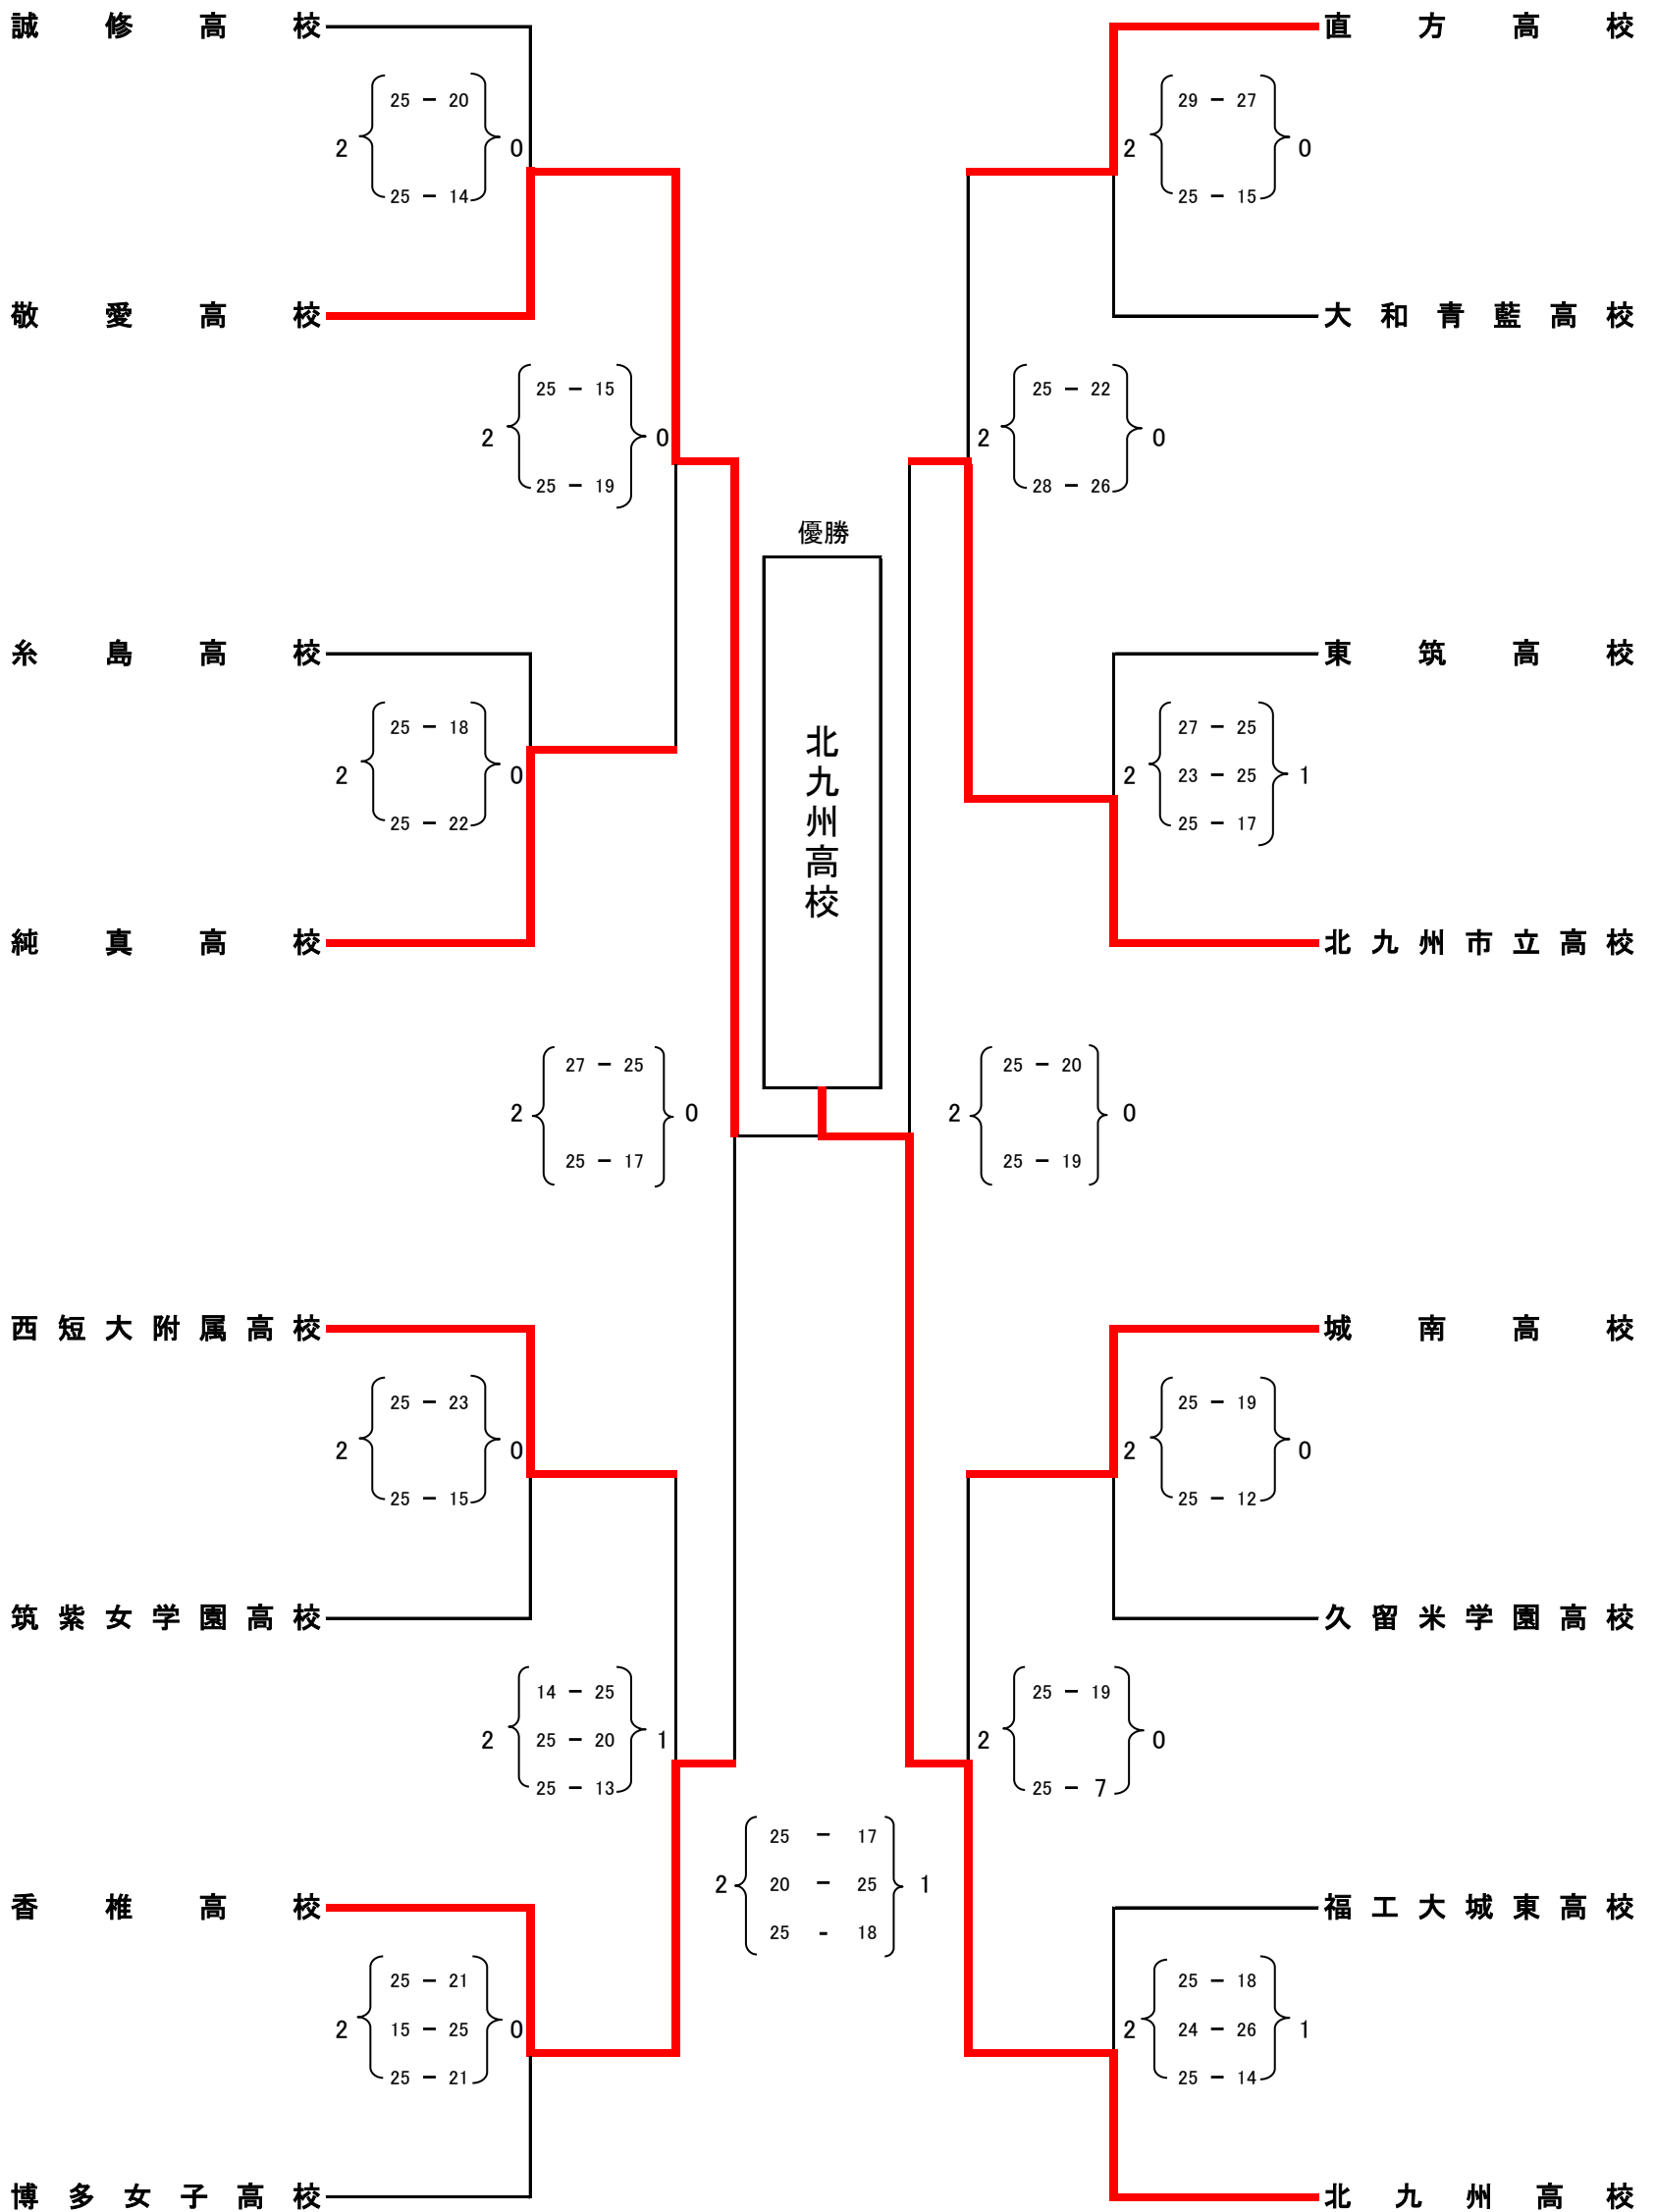 誠修高校
25 − 20
2 0
25 − 14
敬愛高校
25 − 15
2 0
25 − 19
糸島高校
25 − 18
2 0
25 − 22
純真高校
27 − 25
2 0
25 − 17
西短大附属高校
25 − 23
2 0
25 − 15
筑紫女学園高校
14 − 25
2 25 − 20 1
25 − 13
香椎高校
25 − 21
2 15 − 25 0
25 − 21
博多女子高校
優勝
北九州高校
25 − 17
2 20 − 25 1
25 - 18
直方高校
29 − 27
2 0
25 − 15
大和青藍高校
25 − 22
2 0
28 − 26
東筑高校
27 − 25
2 23 − 25 1
25 − 17
北九州市立高校
25 − 20
2 0
25 − 19
城南高校
25 − 19
2 0
25 − 12
久留米学園高校
25 − 19
2 0
25 − 7
福工大城東高校
25 − 18
2 24 − 26 1
25 − 14
北九州高校